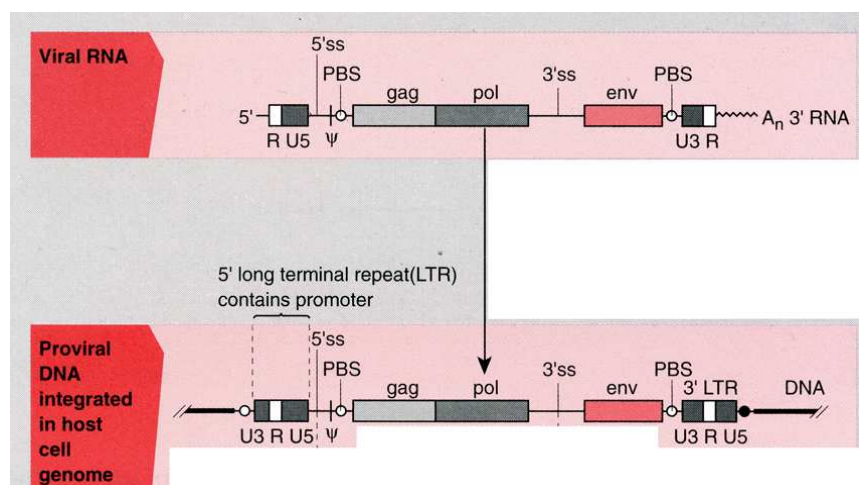 Viral RNA
5'ss
PBS
3'ss
PBS
gag
pol
env
5'
An 3' RNA
R U5 ψ
U3 R
5' long terminal repeat(LTR)
contains promoter
Proviral
DNA
integrated
in host
cell
genome
5'ss
PBS
gag
pol
3'ss
env
PBS
3' LTR
DNA
U3 R U5 ψ
U3 R U5